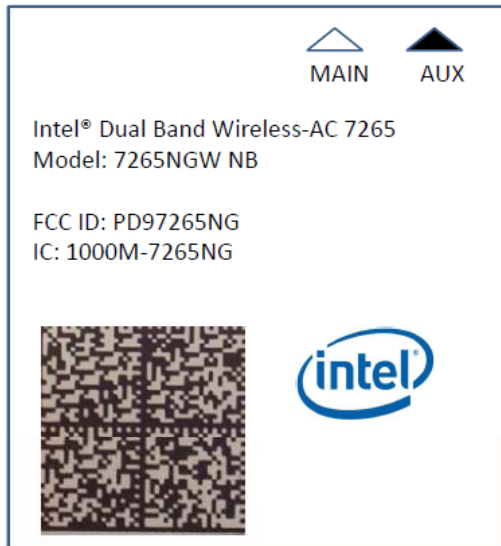 MAIN AUX
Intel® Dual Band Wireless-AC 7265
Model: 7265NGW NB
FCC ID: PD97265NG
IC: 1000M-7265NG
intel®